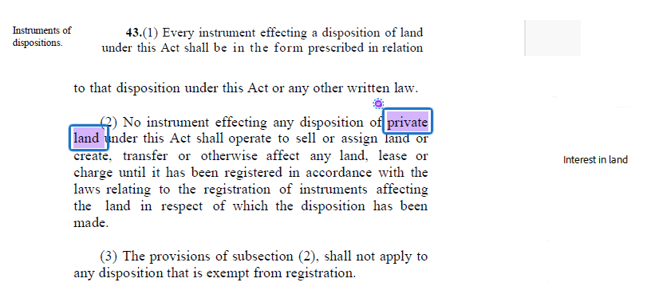 Instruments of
dispositions.
43.(1) Every instrument effecting a disposition of land
under this Act shall be in the form prescribed in relation
to that disposition under this Act or any other written law.
(2) No instrument effecting any disposition of private
land under this Act shall operate to sell or assign land or
create, transfer or otherwise affect any land, lease or
charge until it has been registered in accordance with the
laws relating to the registration of instruments affecting
the land in respect of which the disposition has been
made.
Interest in land
(3) The provisions of subsection (2), shall not apply to
any disposition that is exempt from registration.